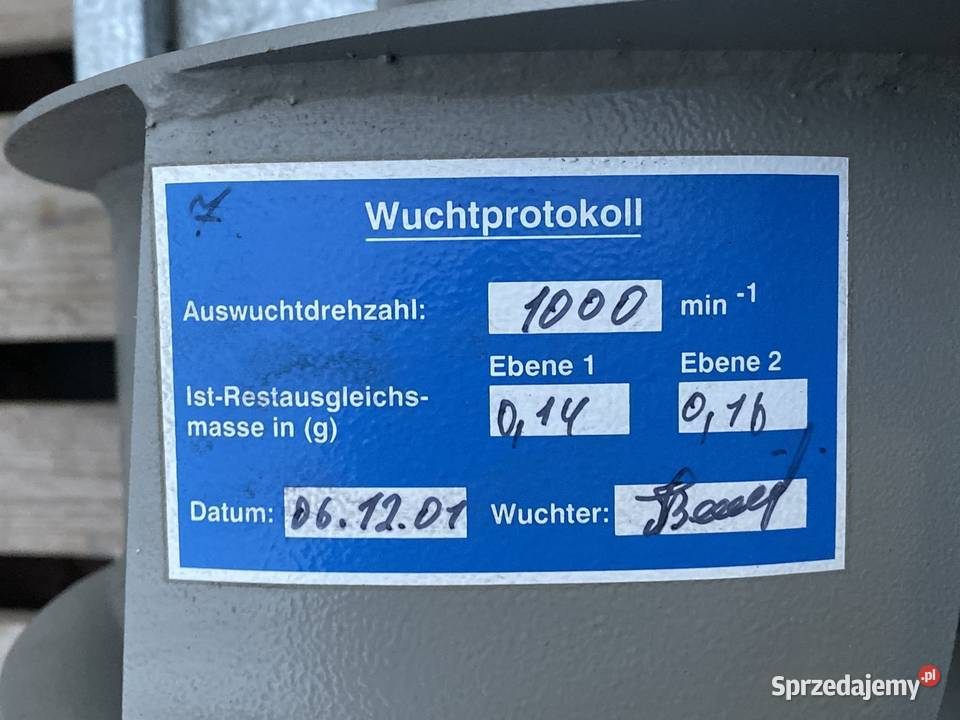 Wuchtprotokoll
Auswuchtdrehzahl: 1000 min -1
Ebene 1 Ebene 2
Ist-Restausgleichs-
masse in (g) 0,14 0,16
Datum: 06.12.01 Wuchter:
Sprzedajemy.pl